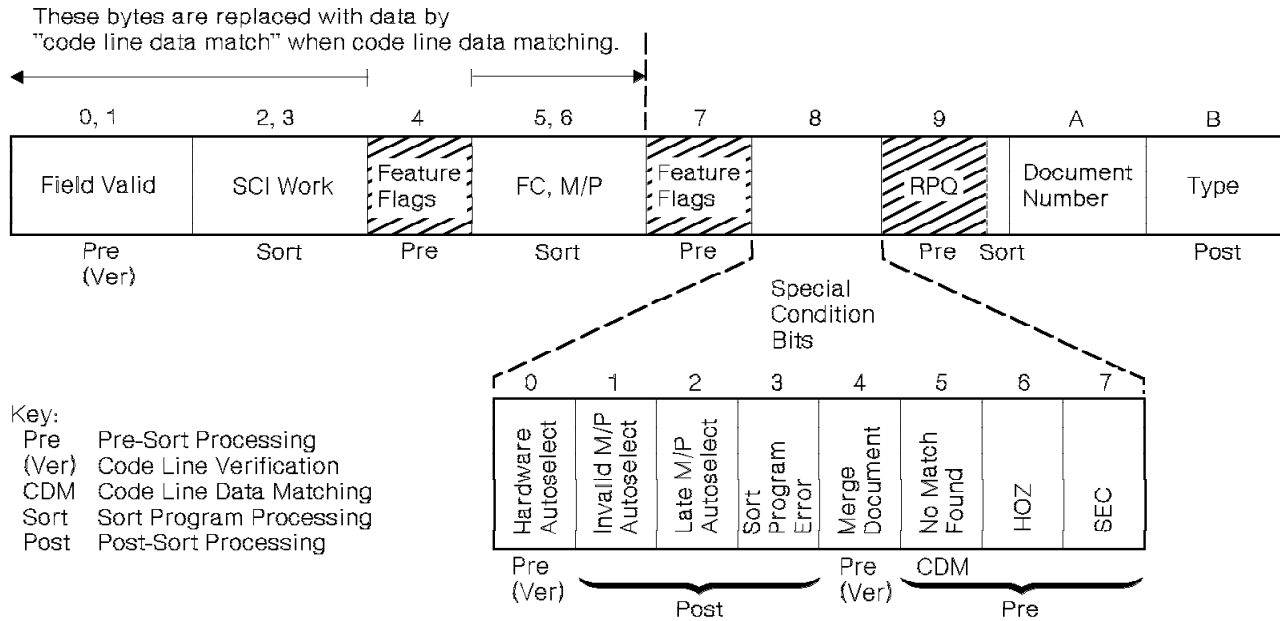 These bytes are replaced with data by
"code line data match" when code line data matching.
0, 1 2, 3 4 5, 6 7 8 9 A B
Field Valid SCI Work Feature Flags FC, M/P Feature Flags RPQ Document Number Type
Pre (Ver) Sort Pre Sort Pre Pre Sort Post
Special
Condition
Bits
0 1 2 3 4 5 6 7
Hardware Autoselect
Invalid M/P Autoselect
Late M/P Autoselect
Sort Program Error
Merge Document
No Match Found
HOZ
SEC
Pre (Ver) Pre (Ver) CDM
Post Pre
Key:
Pre Pre-Sort Processing
(Ver) Code Line Verification
CDM Code Line Data Matching
Sort Sort Program Processing
Post Post-Sort Processing